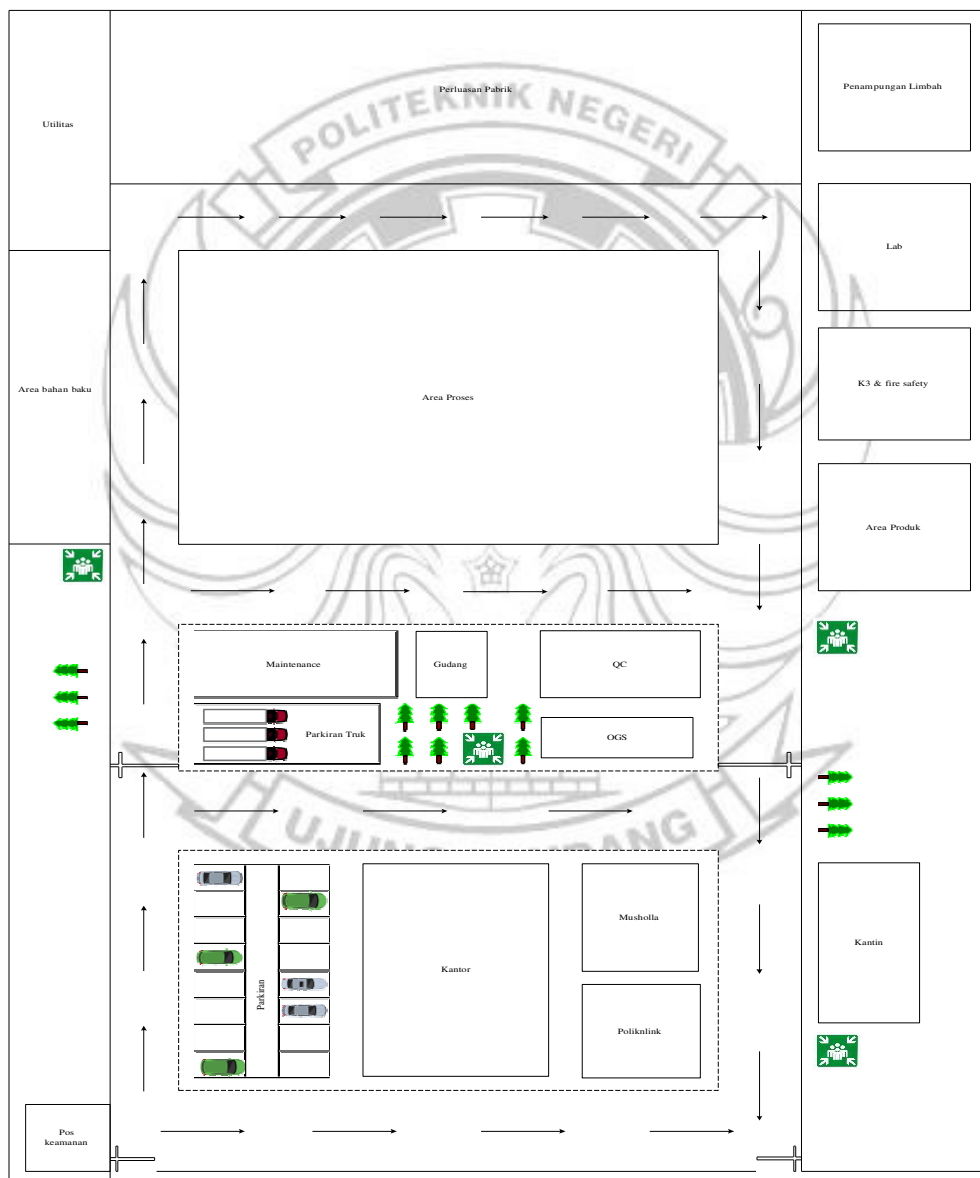 Perluasan Pabrik
Penampungan Limbah
Utilitas
POLITEKNIK NEGERI
Lab
Area bahan baku
Area Proses
K3 & fire safety
Area Produk
Maintenance
Gudang
QC
Parkiran Truk
OGS
Parkiran
Kantor
Musholla
Kantin
Poliknlink
Pos
keamanan